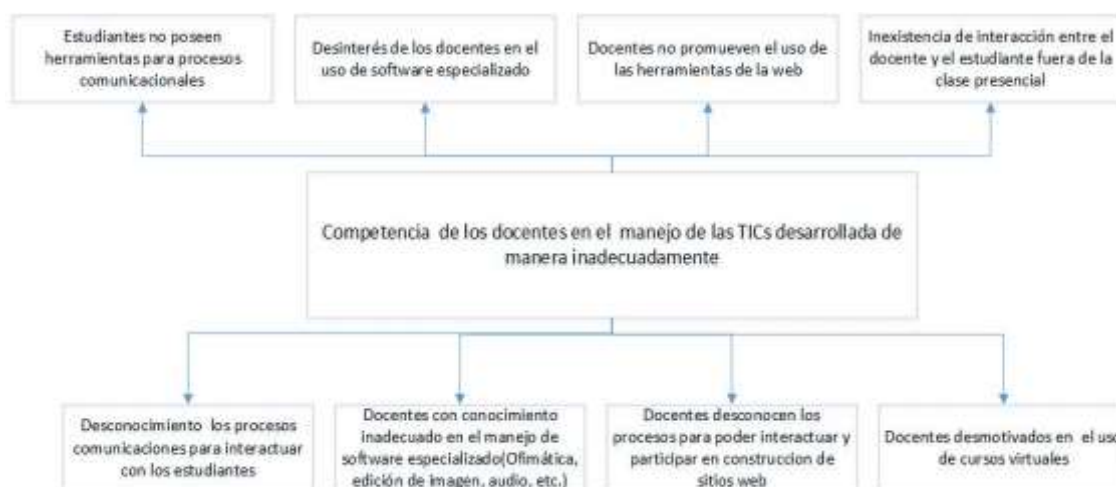 Estudiantes no poseen
herramientas para procesos
comunicacionales
Desinterés de los docentes en el
uso de software especializado
Docentes no promueven el uso de
las herramientas de la web
Inexistencia de interacción entre el
docente y el estudiante fuera de la
clase presencial
Competencia de los docentes en el manejo de las TICs desarrollada de
manera inadecuadamente
Desconocimiento los procesos
comunicaciones para interactuar
con los estudiantes
Docentes con conocimiento
inadecuado en el manejo de
software especializado(Ofimática,
edición de imagen, audio, etc.)
Docentes desconocen los
procesos para poder interactuar y
participar en construccion de
sitios web
Docentes desmotivados en el uso
de cursos virtuales